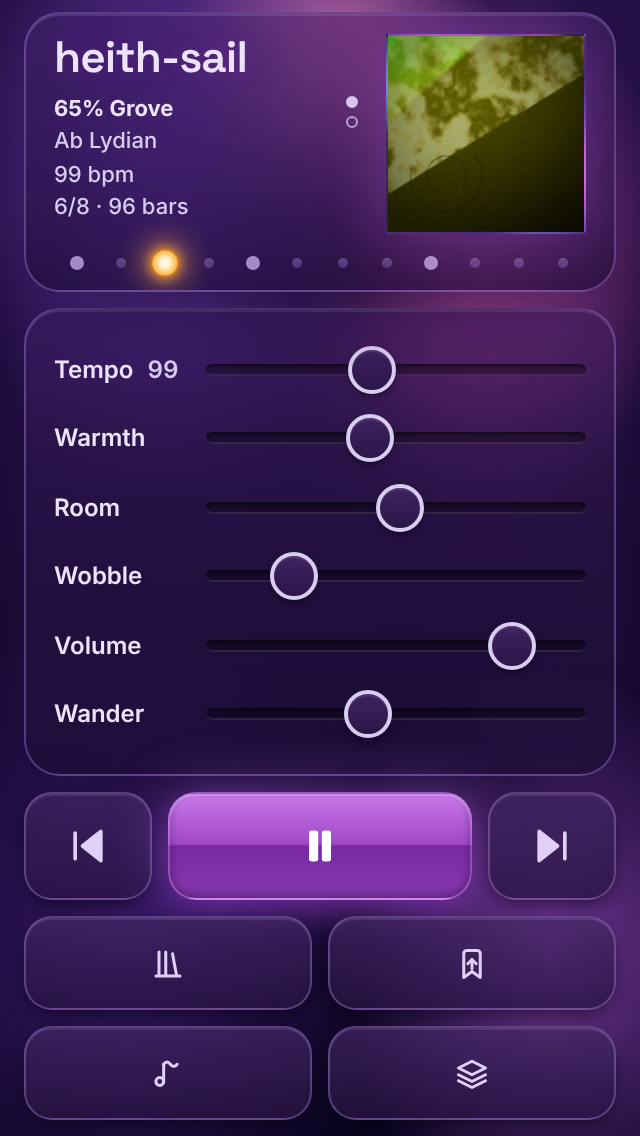 heith-sail
65% Grove
Ab Lydian
99 bpm
6/8 · 96 bars
Tempo 99
Warmth
Room
Wobble
Volume
Wander